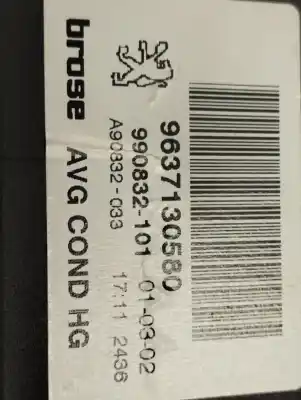 9637130580
990832-101 01-03-02
A90832-033 17:11 2436
brose AVG COND HG